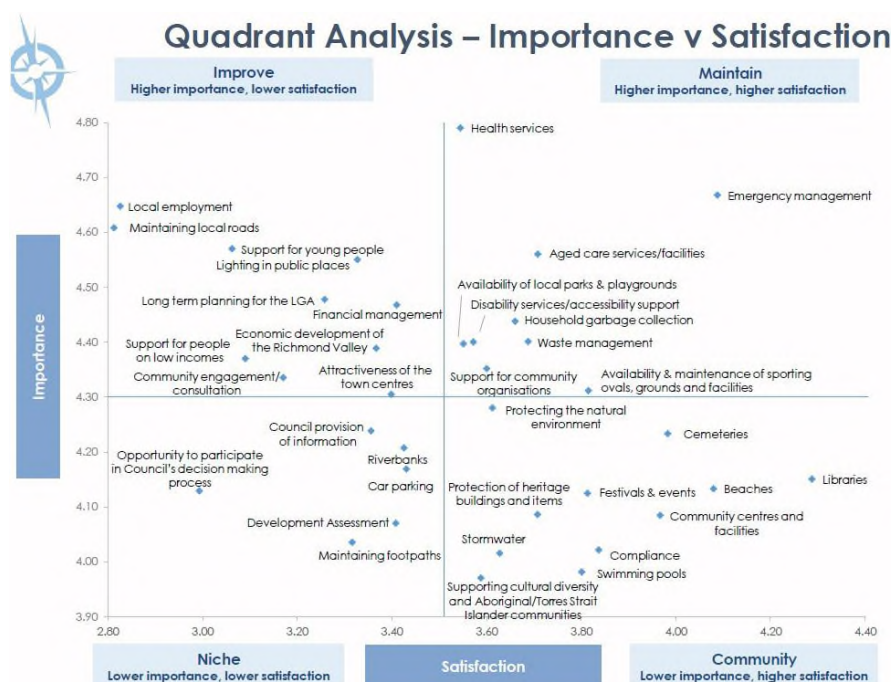 Quadrant Analysis – Importance v Satisfaction
Improve
Higher importance, lower satisfaction
Maintain
Higher importance, higher satisfaction
4.80
4.70
4.60
4.50
4.40
4.30
4.20
4.10
4.00
3.90
Importance
Health services
Emergency management
Local employment
Maintaining local roads
Support for young people
Lighting in public places
Aged care services/facilities
Availability of local parks & playgrounds
Disability services/accessibility support
Long term planning for the LGA
Financial management
Household garbage collection
Support for people
on low incomes
Economic development of
the Richmond Valley
Waste management
Community engagement/
consultation
Attractiveness of the
town centres
Support for community
organisations
Availability & maintenance of sporting
ovals, grounds and facilities
Protecting the natural
environment
Council provision
of information
Cemeteries
Riverbanks
Opportunity to participate
in Council's decision making
process
Car parking
Protection of heritage
buildings and items
Festivals & events
Beaches
Libraries
Development Assessment
Community centres and
facilities
Stormwater
Maintaining footpaths
Compliance
Swimming pools
Supporting cultural diversity
and Aboriginal/Torres Strait
Islander communities
2.80
3.00
3.20
3.40
3.60
3.80
4.00
4.20
4.40
Niche
Lower importance, lower satisfaction
Satisfaction
Community
Lower importance, higher satisfaction